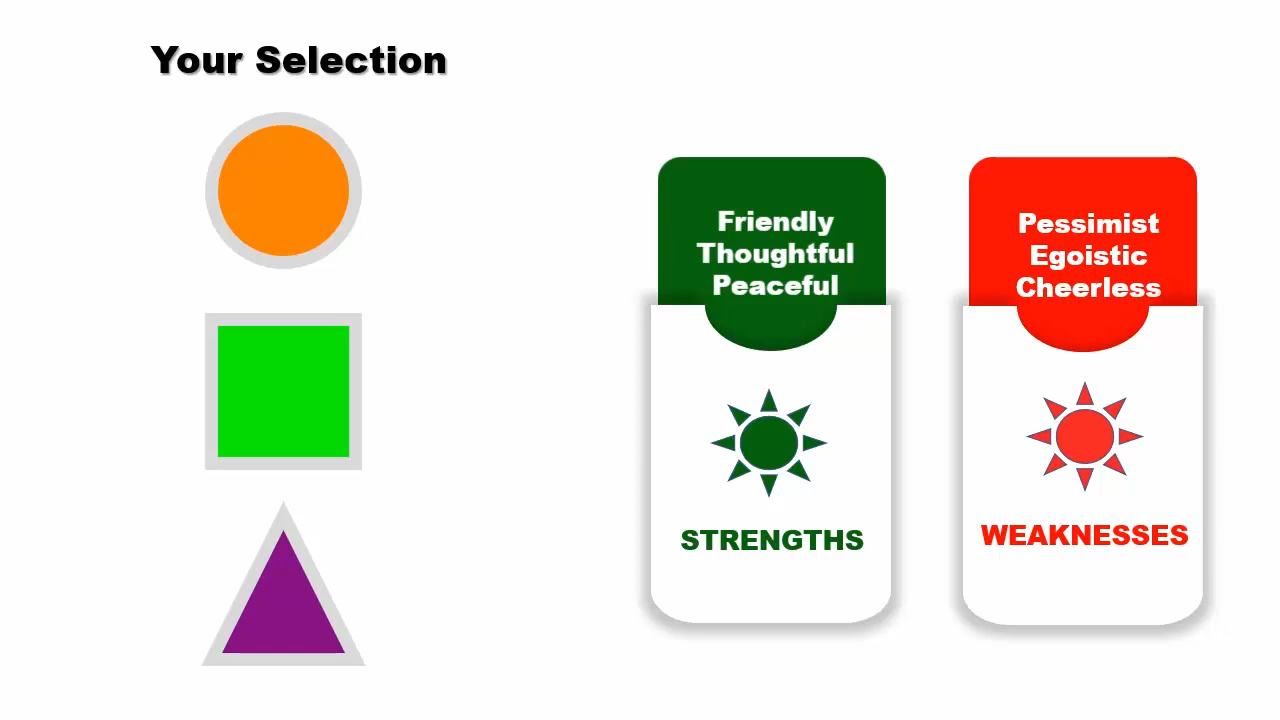 Your Selection
Friendly
Thoughtful
Peaceful
STRENGTHS
Pessimist
Egoistic
Cheerless
WEAKNESSES